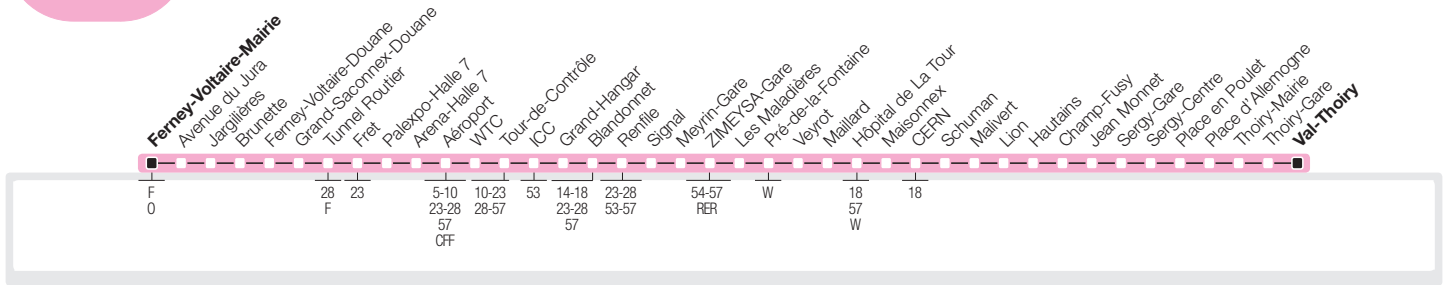 Ferney-Voltaire-Mairie
Avenue du Jura
Jargilières
Brunette
Ferney-Voltaire-Douane
Grand-Saconnex-Douane
Tunnel Routier
Fret
Palexpo-Halle 7
Arena-Halle 7
Aéroport
WTC
Tour-de-Contrôle
ICC
Grand-Hangar
Blandonnet
Renfile
Signal
Meyrin-Gare
ZIMEYSA-Gare
Les Maladières
Pré-de-la-Fontaine
Veyrot
Maillard
Hôpital de La Tour
Maisonnex
CERN
Schuman
Malivert
Lion
Hautains
Champ-Fusy
Jean Monnet
Sergy-Gare
Sergy-Centre
Place en Poulet
Place d'Allemogne
Thoiry-Mairie
Thoiry-Gare
Val-Thoiry
F
O
28
F
23
5-10
23-28
57
CFF
10-23
28-57
53
14-18
23-28
57
23-28
53-57
54-57
RER
W
18
57
W
18